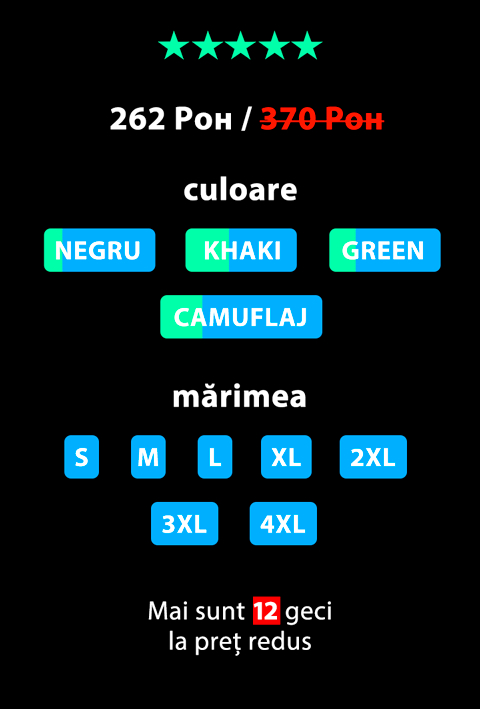 262 Рон / 370 Рон
culoare
NEGRU KHAKI GREEN
CAMUFLAJ
mărimea
S M L XL 2XL
3XL 4XL
Mai sunt 12 geci
la preț redus